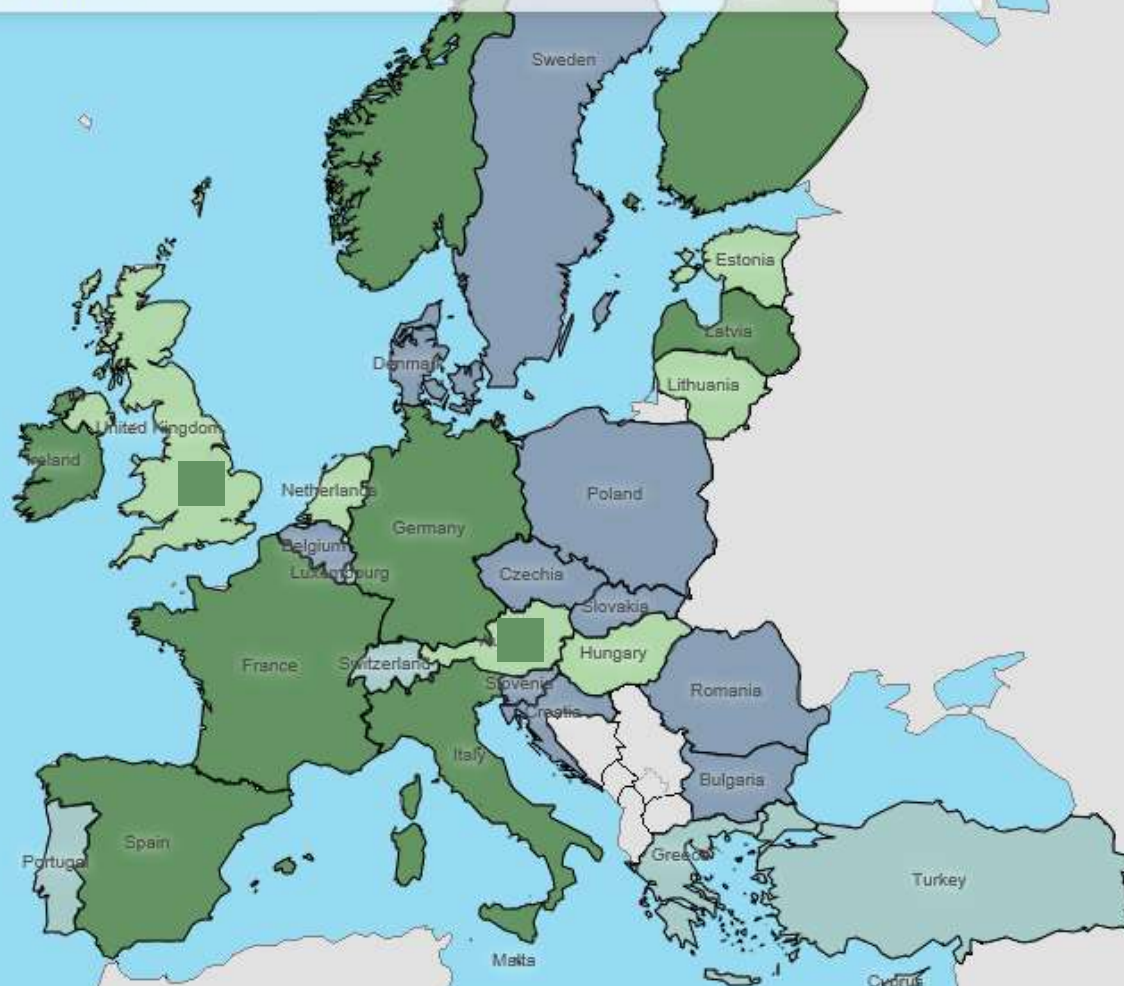 Sweden
Estonia
Latvia
Denmark
Lithuania
United Kingdom
Ireland
Netherlands
Poland
Germany
Belgium
Luxembourg
Czechia
Slovakia
Hungary
France
Switzerland
Slovenia
Romania
Croatia
Italy
Bulgaria
Spain
Greece
Portugal
Turkey
Malta
Cyprus